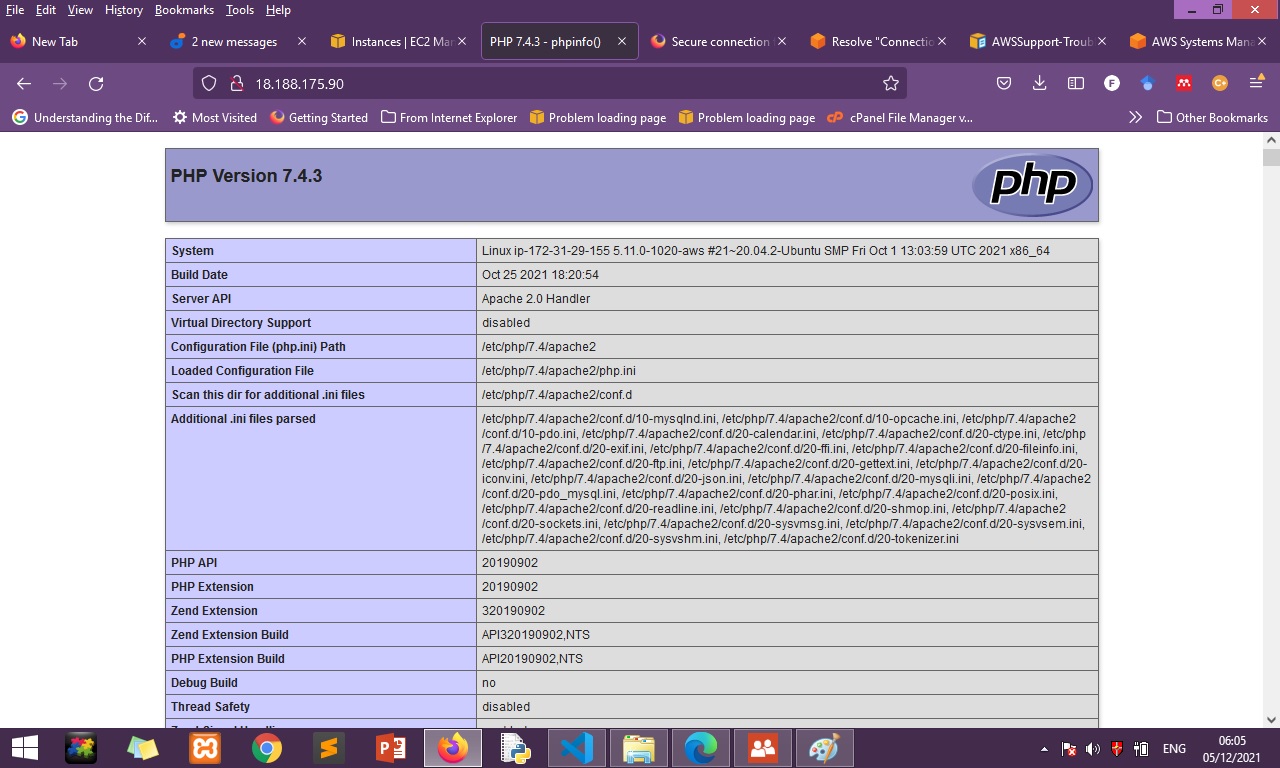 File Edit View History Bookmarks Tools Help
New Tab
2 new messages
Instances | EC2 Man
PHP 7.4.3 - phpinfo()
Secure connection
Resolve "Connectio
AWSSupport-Troub
AWS Systems Mana
18.188.175.90
F
C+
Understanding the Dif...
Most Visited
Getting Started
From Internet Explorer
Problem loading page
Problem loading page
cPanel File Manager v...
Other Bookmarks
PHP Version 7.4.3
php
System Linux ip-172-31-29-155 5.11.0-1020-aws #21~20.04.2-Ubuntu SMP Fri Oct 1 13:03:59 UTC 2021 x86_64
Build Date Oct 25 2021 18:20:54
Server API Apache 2.0 Handler
Virtual Directory Support disabled
Configuration File (php.ini) Path /etc/php/7.4/apache2
Loaded Configuration File /etc/php/7.4/apache2/php.ini
Scan this dir for additional .ini files /etc/php/7.4/apache2/conf.d
Additional .ini files parsed /etc/php/7.4/apache2/conf.d/10-mysqlnd.ini, /etc/php/7.4/apache2/conf.d/10-opcache.ini, /etc/php/7.4/apache2
/conf.d/10-pdo.ini, /etc/php/7.4/apache2/conf.d/20-calendar.ini, /etc/php/7.4/apache2/conf.d/20-ctype.ini, /etc/php
/7.4/apache2/conf.d/20-exif.ini, /etc/php/7.4/apache2/conf.d/20-ffi.ini, /etc/php/7.4/apache2/conf.d/20-fileinfo.ini,
/etc/php/7.4/apache2/conf.d/20-ftp.ini, /etc/php/7.4/apache2/conf.d/20-gettext.ini, /etc/php/7.4/apache2/conf.d/20-
iconv.ini, /etc/php/7.4/apache2/conf.d/20-json.ini, /etc/php/7.4/apache2/conf.d/20-mysqli.ini, /etc/php/7.4/apache2
/conf.d/20-pdo_mysql.ini, /etc/php/7.4/apache2/conf.d/20-phar.ini, /etc/php/7.4/apache2/conf.d/20-posix.ini,
/etc/php/7.4/apache2/conf.d/20-readline.ini, /etc/php/7.4/apache2/conf.d/20-shmop.ini, /etc/php/7.4/apache2
/conf.d/20-sockets.ini, /etc/php/7.4/apache2/conf.d/20-sysvmsg.ini, /etc/php/7.4/apache2/conf.d/20-sysvsem.ini,
/etc/php/7.4/apache2/conf.d/20-sysvshm.ini, /etc/php/7.4/apache2/conf.d/20-tokenizer.ini
PHP API 20190902
PHP Extension 20190902
Zend Extension 320190902
Zend Extension Build API320190902,NTS
PHP Extension Build API20190902,NTS
Debug Build no
Thread Safety disabled
ENG
06:05
05/12/2021